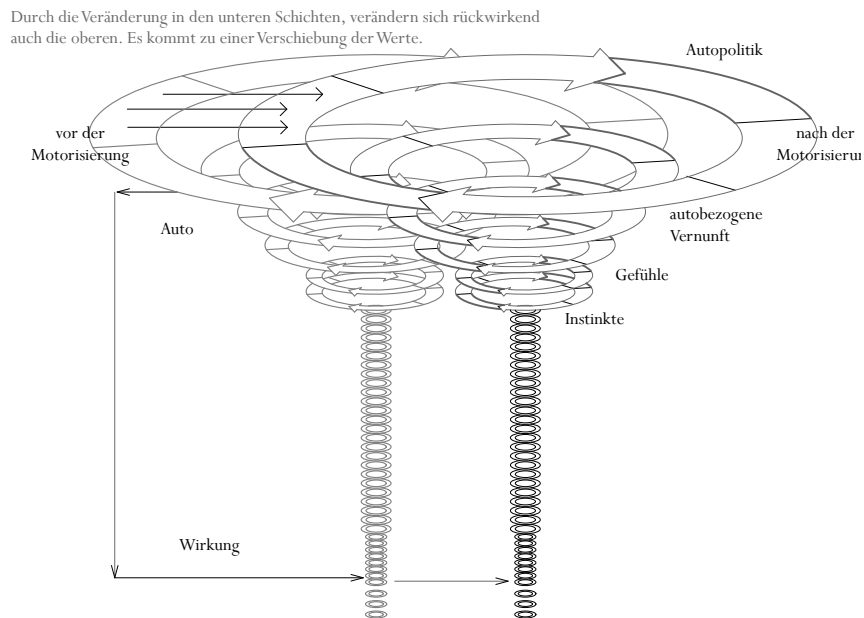 Durch die Veränderung in den unteren Schichten, verändern sich rückwirkend
auch die oberen. Es kommt zu einer Verschiebung der Werte.
Autopolitik
vor der
Motorisierung
nach der
Motorisieru
Auto
autobezogene
Vernunft
Gefühle
Instinkte
Wirkung